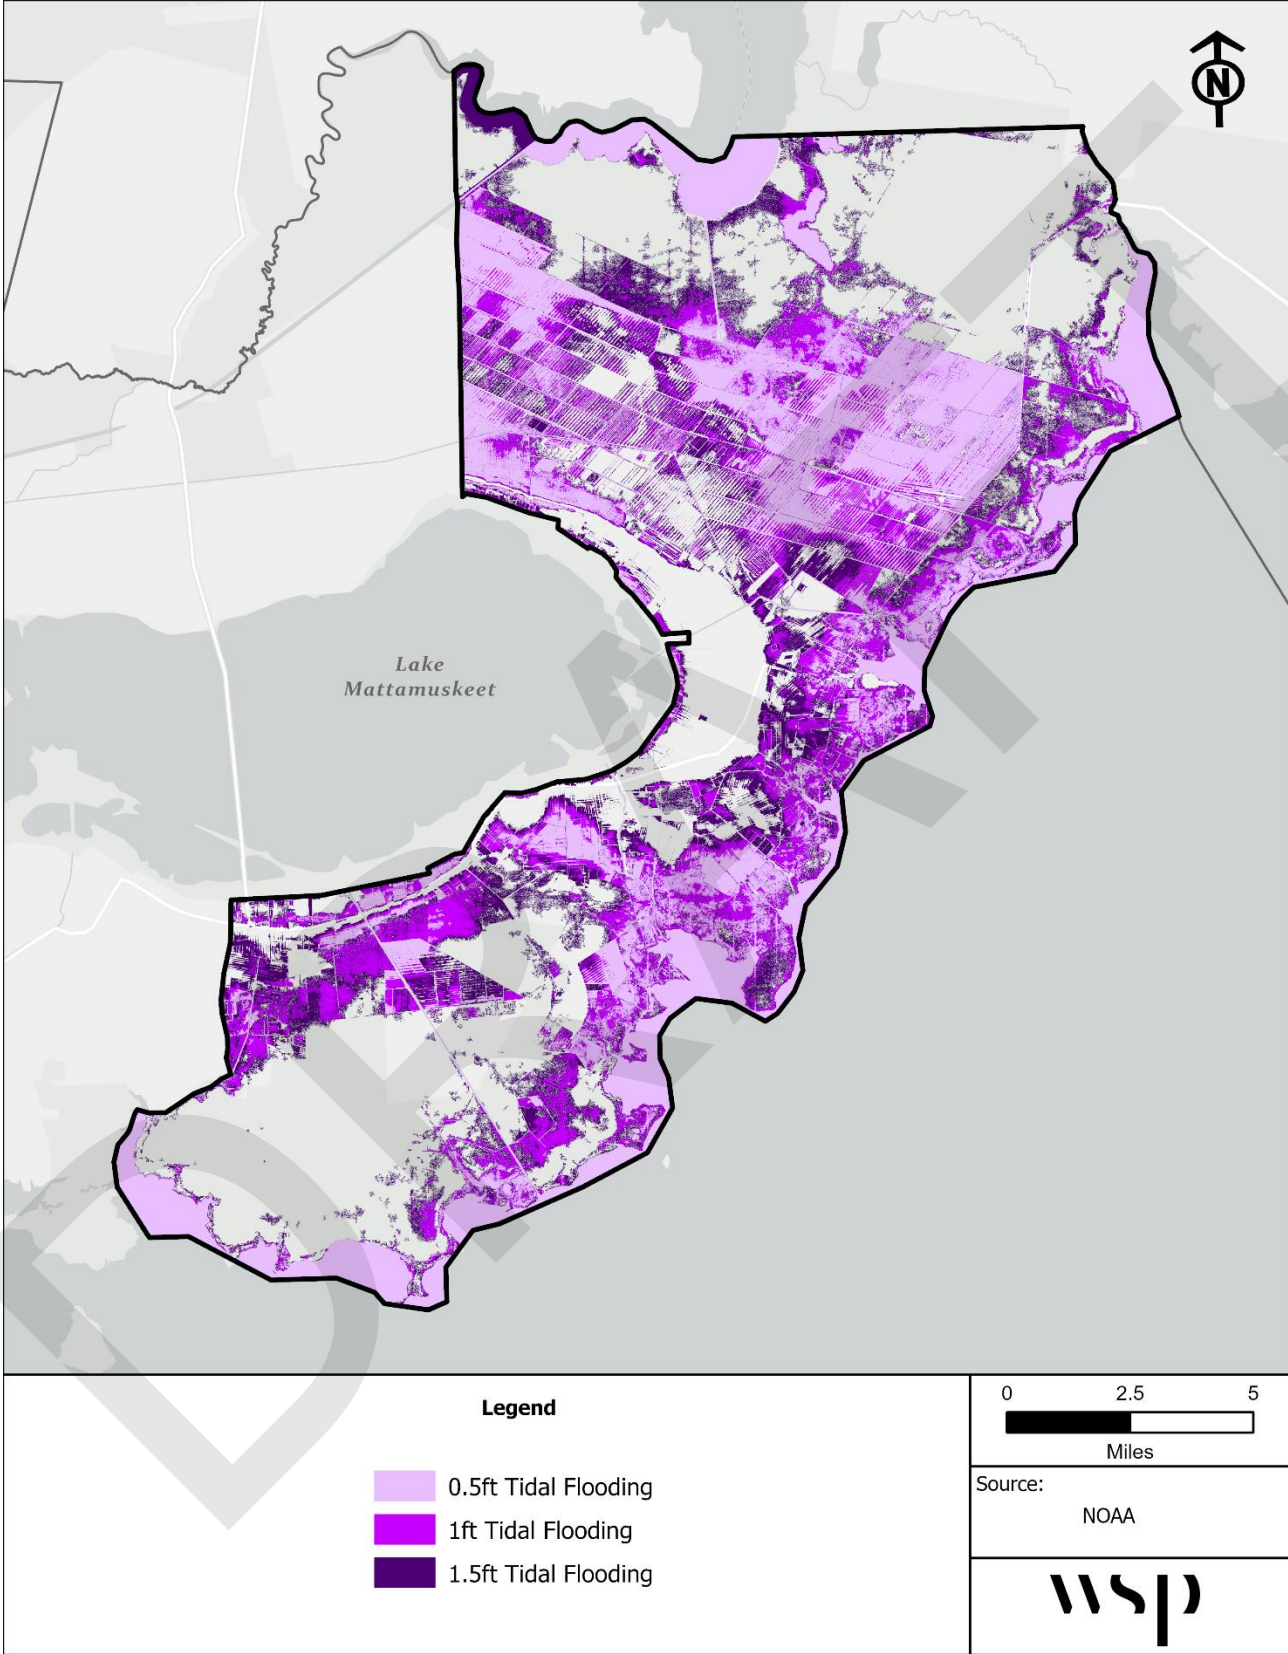 N
Lake
Mattamuskeet
DRAFT
Legend
0.5ft Tidal Flooding
1ft Tidal Flooding
1.5ft Tidal Flooding
0 2.5 5
Miles
Source:
NOAA
wsp